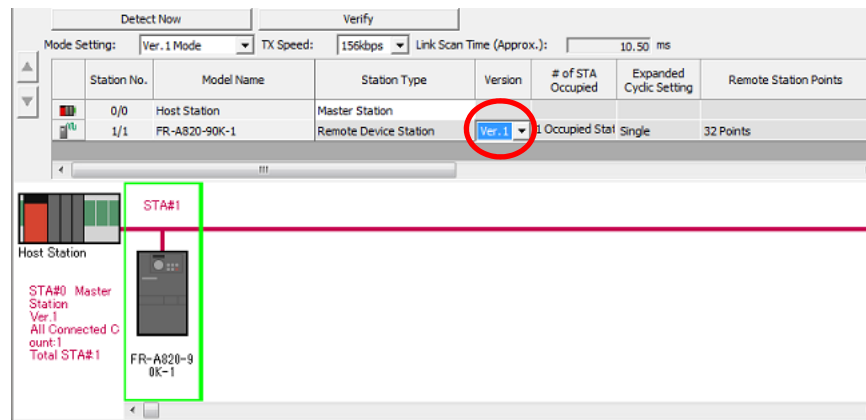 Detect Now Verify
Mode Setting: Ver.1 Mode TX Speed: 156kbps Link Scan Time (Approx.): 10.50 ms
Station No. Model Name Station Type Version # of STA Occupied Expanded Cyclic Setting Remote Station Points
0/0 Host Station Master Station
1/1 FR-A820-90K-1 Remote Device Station Ver.1 1 Occupied Stat Single 32 Points
STA#1
Host Station
STA#0 Master
Station
Ver.1
All Connected C
ount:1
Total STA#:1
FR-A820-9
0K-1